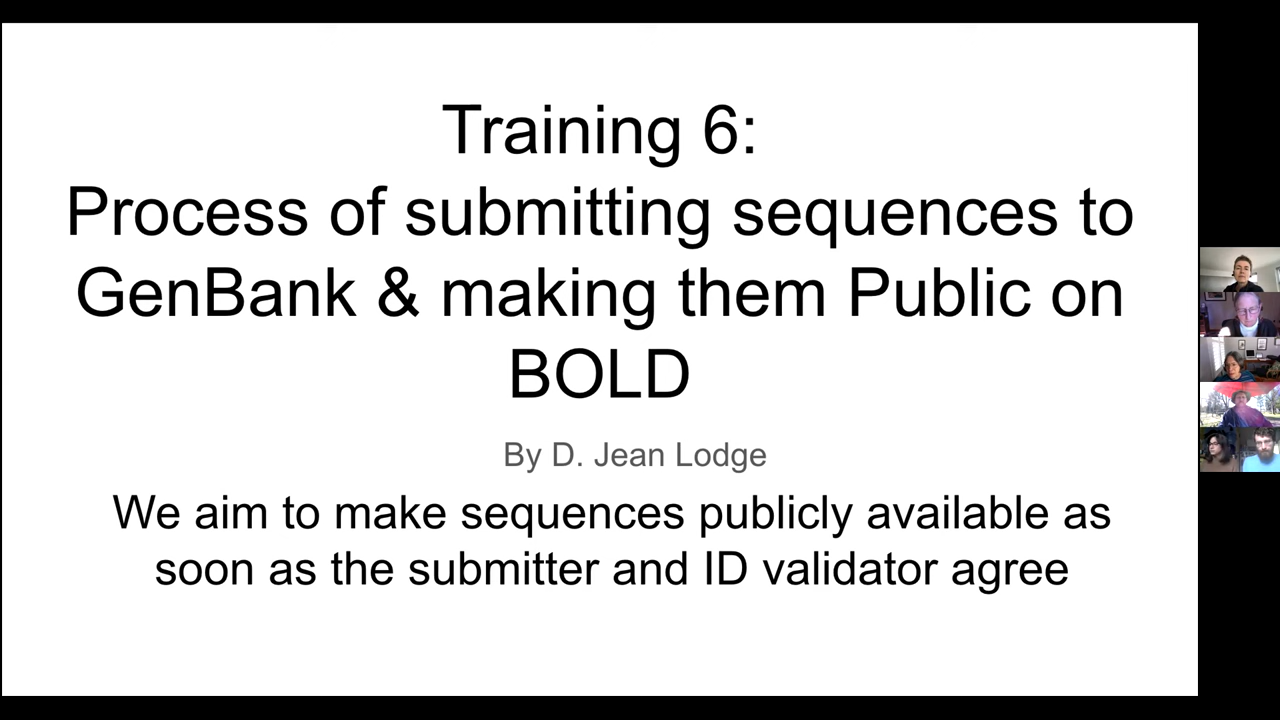 Training 6:
Process of submitting sequences to
GenBank & making them Public on
BOLD
By D. Jean Lodge
We aim to make sequences publicly available as
soon as the submitter and ID validator agree